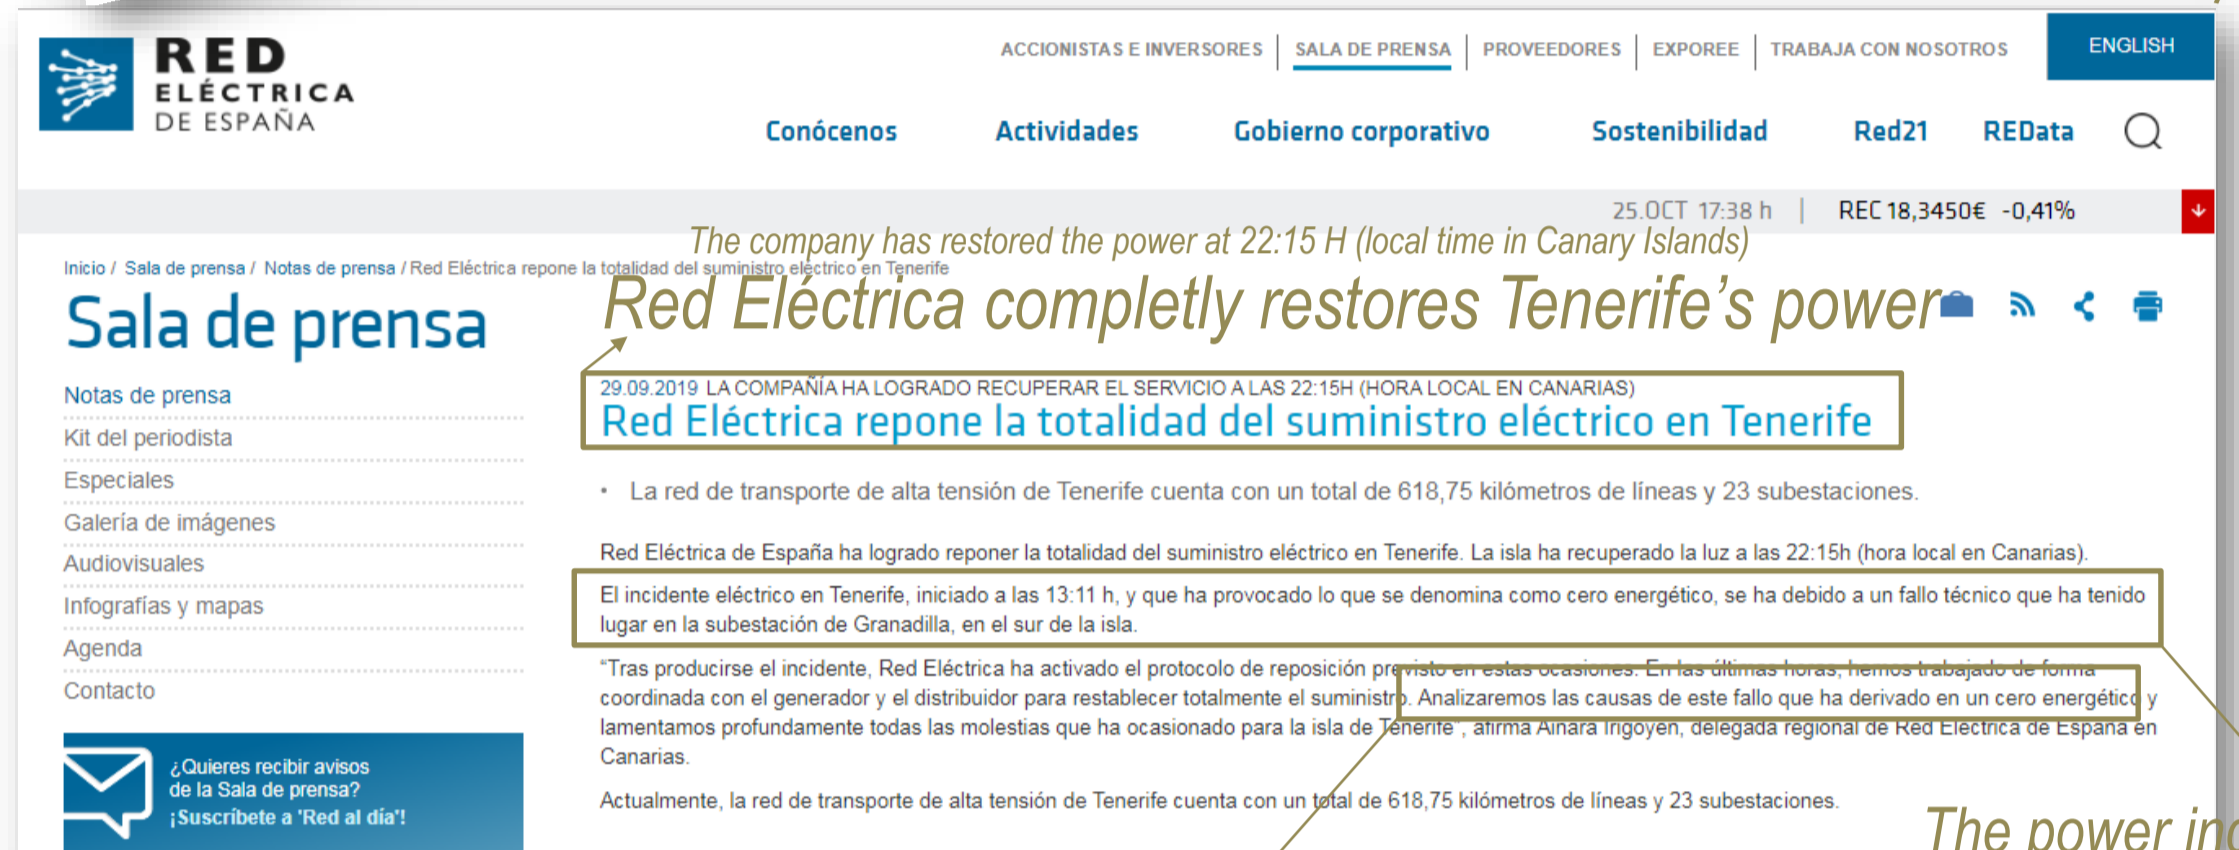 RED
ELÉCTRICA
DE ESPAÑA
ACCIONISTAS E INVERSORES | SALA DE PRENSA | PROVEEDORES | EXPOREE | TRABAJA CON NOSOTROS
ENGLISH
Conócenos Actividades Gobierno corporativo Sostenibilidad Red21 REData
25.OCT 17:38 h | REC 18,3450€ -0,41%
The company has restored the power at 22:15 H (local time in Canary Islands)
Inicio / Sala de prensa / Notas de prensa / Red Eléctrica repone la totalidad del suministro eléctrico en Tenerife
Red Eléctrica completly restores Tenerife's power
Sala de prensa
Notas de prensa
Kit del periodista
Especiales
Galería de imágenes
Audiovisuales
Infografías y mapas
Agenda
Contacto
¿Quieres recibir avisos
de la Sala de prensa?
¡Suscríbete a 'Red al día'!
29.09.2019 LA COMPAÑÍA HA LOGRADO RECUPERAR EL SERVICIO A LAS 22:15H (HORA LOCAL EN CANARIAS)
Red Eléctrica repone la totalidad del suministro eléctrico en Tenerife
• La red de transporte de alta tensión de Tenerife cuenta con un total de 618,75 kilómetros de líneas y 23 subestaciones.
Red Eléctrica de España ha logrado reponer la totalidad del suministro eléctrico en Tenerife. La isla ha recuperado la luz a las 22:15h (hora local en Canarias).
El incidente eléctrico en Tenerife, iniciado a las 13:11 h, y que ha provocado lo que se denomina como cero energético, se ha debido a un fallo técnico que ha tenido
lugar en la subestación de Granadilla, en el sur de la isla.
“Tras producirse el incidente, Red Eléctrica ha activado el protocolo de reposición previsto en estas ocasiones. En las últimas horas, hemos trabajado de forma
coordinada con el generador y el distribuidor para restablecer totalmente el suministro. Analizaremos las causas de este fallo que ha derivado en un cero energético y
lamentamos profundamente todas las molestias que ha ocasionado para la isla de Tenerife”, afirma Ainara Irigoyen, delegada regional de Red Eléctrica de España en
Canarias.
Actualmente, la red de transporte de alta tensión de Tenerife cuenta con un total de 618,75 kilómetros de líneas y 23 subestaciones.
The power